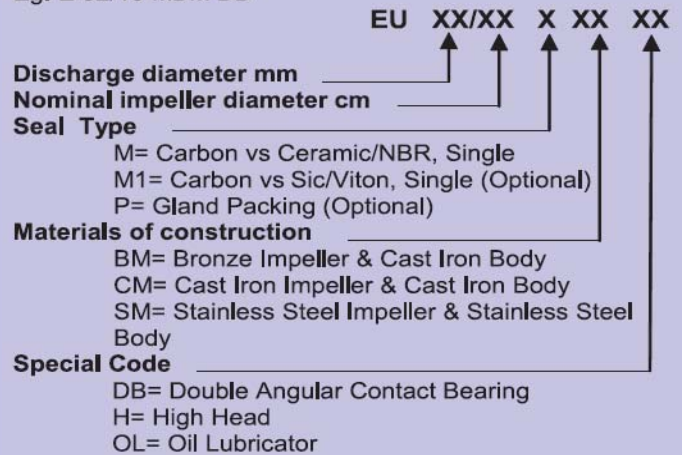 EU XX/XX X XX XX
Discharge diameter mm
Nominal impeller diameter cm
Seal Type
M= Carbon vs Ceramic/NBR, Single
M1= Carbon vs Sic/Viton, Single (Optional)
P= Gland Packing (Optional)
Materials of construction
BM= Bronze Impeller & Cast Iron Body
CM= Cast Iron Impeller & Cast Iron Body
SM= Stainless Steel Impeller & Stainless Steel
Body
Special Code
DB= Double Angular Contact Bearing
H= High Head
OL= Oil Lubricator